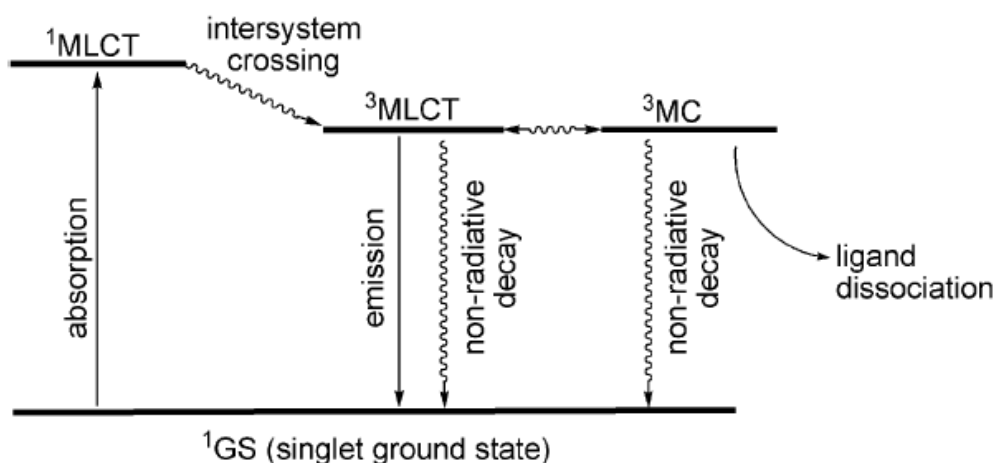 ¹MLCT
intersystem
crossing
³MLCT
³MC
absorption
emission
non-radiative
decay
non-radiative
decay
ligand
dissociation
¹GS (singlet ground state)